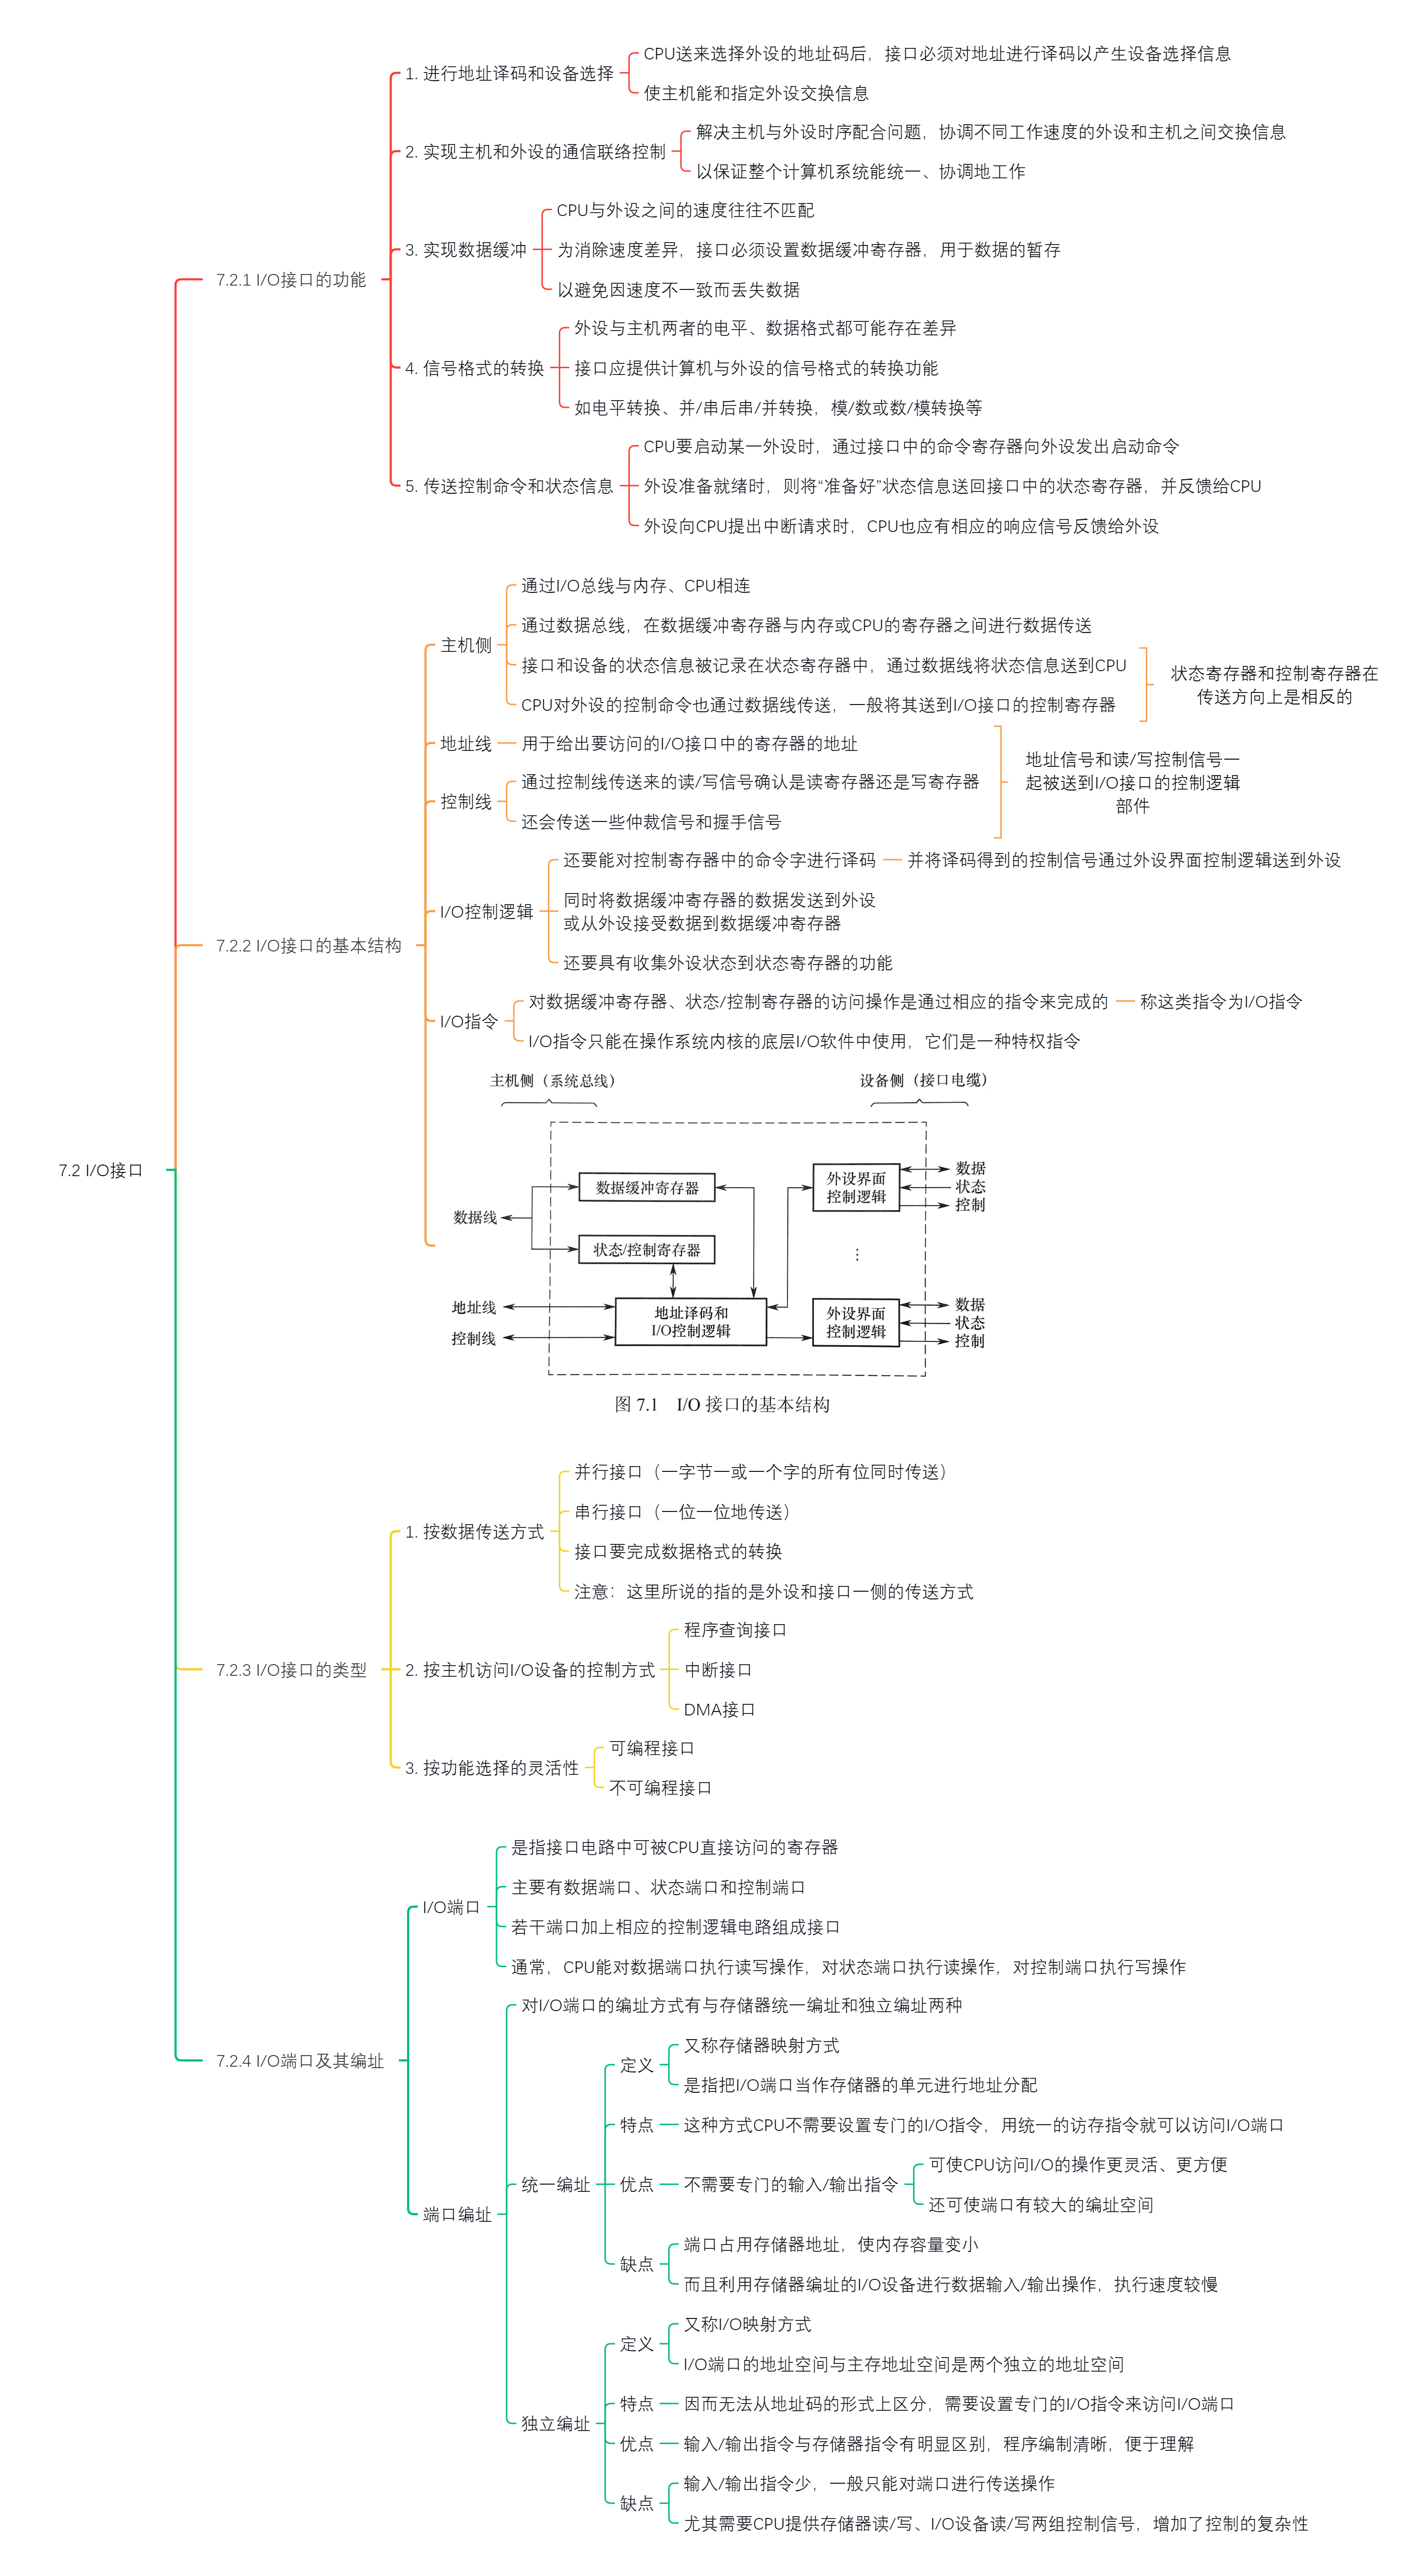 7.2 I/O接口
7.2.1 I/O接口的功能
1. 进行地址译码和设备选择
CPU送来选择外设的地址码后，接口必须对地址进行译码以产生设备选择信息
使主机能和指定外设交换信息
2. 实现主机和外设的通信联络控制
解决主机与外设时序配合问题，协调不同工作速度的外设和主机之间交换信息
以保证整个计算机系统能统一、协调地工作
3. 实现数据缓冲
CPU与外设之间的速度往往不匹配
为消除速度差异，接口必须设置数据缓冲寄存器，用于数据的暂存
以避免因速度不一致而丢失数据
4. 信号格式的转换
外设与主机两者的电平、数据格式都可能存在差异
接口应提供计算机与外设的信号格式的转换功能
如电平转换、并/串后串/并转换，模/数或数/模转换等
5. 传送控制命令和状态信息
CPU要启动某一外设时，通过接口中的命令寄存器向外设发出启动命令
外设准备就绪时，则将“准备好”状态信息送回接口中的状态寄存器，并反馈给CPU
外设向CPU提出中断请求时，CPU也应有相应的响应信号反馈给外设
7.2.2 I/O接口的基本结构
主机侧
通过I/O总线与内存、CPU相连
通过数据总线，在数据缓冲寄存器与内存或CPU的寄存器之间进行数据传送
接口和设备的状态信息被记录在状态寄存器中，通过数据线将状态信息送到CPU
CPU对外设的控制命令也通过数据线传送，一般将其送到I/O接口的控制寄存器
状态寄存器和控制寄存器在
传送方向上是相反的
地址线
用于给出要访问的I/O接口中的寄存器的地址
控制线
通过控制线传送来的读/写信号确认是读寄存器还是写寄存器
还会传送一些仲裁信号和握手信号
地址信号和读/写控制信号一
起被送到I/O接口的控制逻辑
部件
I/O控制逻辑
还要能对控制寄存器中的命令字进行译码
并将译码得到的控制信号通过外设界面控制逻辑送到外设
同时将数据缓冲寄存器的数据发送到外设
或从外设接受数据到数据缓冲寄存器
还要具有收集外设状态到状态寄存器的功能
I/O指令
对数据缓冲寄存器、状态/控制寄存器的访问操作是通过相应的指令来完成的
称这类指令为I/O指令
I/O指令只能在操作系统内核的底层I/O软件中使用，它们是一种特权指令
主机侧（系统总线）
设备侧（接口电缆）
数据缓冲寄存器
外设界面
控制逻辑
数据
状态
控制
数据线
状态/控制寄存器
⋮
地址线
控制线
地址译码和
I/O控制逻辑
外设界面
控制逻辑
数据
状态
控制
图 7.1 I/O 接口的基本结构
7.2.3 I/O接口的类型
1. 按数据传送方式
并行接口（一字节一或一个字的所有位同时传送）
串行接口（一位一位地传送）
接口要完成数据格式的转换
注意：这里所说的指的是外设和接口一侧的传送方式
2. 按主机访问I/O设备的控制方式
程序查询接口
中断接口
DMA接口
3. 按功能选择的灵活性
可编程接口
不可编程接口
7.2.4 I/O端口及其编址
I/O端口
是指接口电路中可被CPU直接访问的寄存器
主要有数据端口、状态端口和控制端口
若干端口加上相应的控制逻辑电路组成接口
通常，CPU能对数据端口执行读写操作，对状态端口执行读操作，对控制端口执行写操作
端口编址
对I/O端口的编址方式有与存储器统一编址和独立编址两种
统一编址
定义
又称存储器映射方式
是指把I/O端口当作存储器的单元进行地址分配
特点
这种方式CPU不需要设置专门的I/O指令，用统一的访存指令就可以访问I/O端口
优点
不需要专门的输入/输出指令
可使CPU访问I/O的操作更灵活、更方便
还可使端口有较大的编址空间
缺点
端口占用存储器地址，使内存容量变小
而且利用存储器编址的I/O设备进行数据输入/输出操作，执行速度较慢
独立编址
定义
又称I/O映射方式
I/O端口的地址空间与主存地址空间是两个独立的地址空间
特点
因而无法从地址码的形式上区分，需要设置专门的I/O指令来访问I/O端口
优点
输入/输出指令与存储器指令有明显区别，程序编制清晰，便于理解
缺点
输入/输出指令少，一般只能对端口进行传送操作
尤其需要CPU提供存储器读/写、I/O设备读/写两组控制信号，增加了控制的复杂性